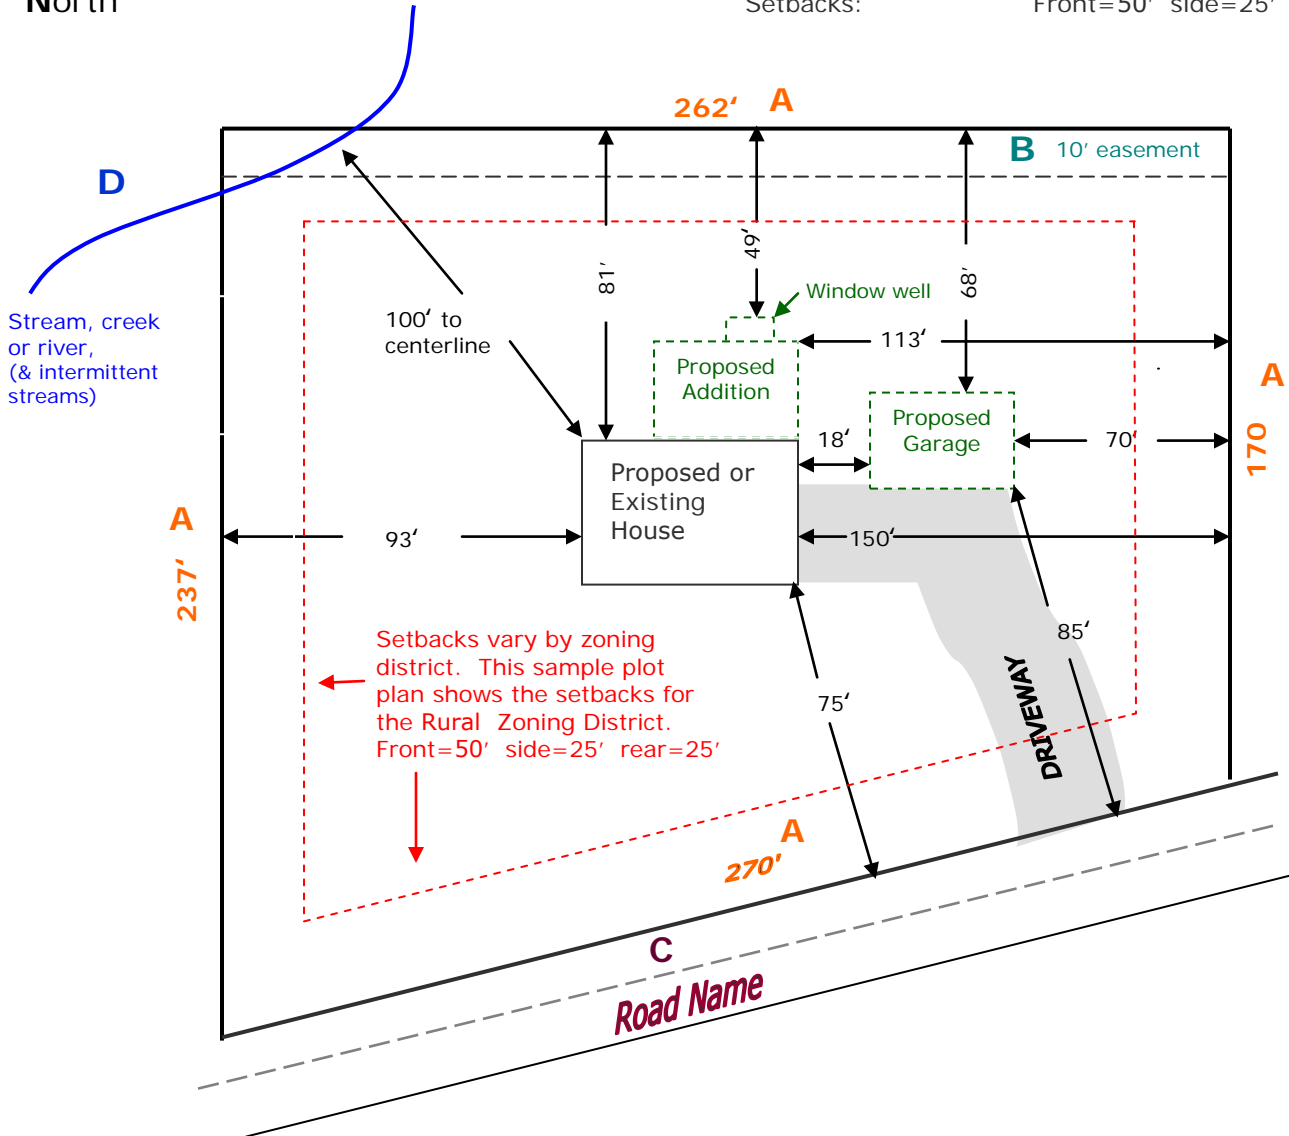 North
Setbacks: Front=50' side=25'
262' A
B 10' easement
D
49'
81'
68'
Window well
Stream, creek
or river,
(& intermittent
streams)
100' to
centerline
113'
Proposed
Addition
A
170
Proposed
Garage
18'
70'
Proposed or
Existing
House
A
237'
93'
150'
Setbacks vary by zoning
district. This sample plot
plan shows the setbacks for
the Rural Zoning District.
Front=50' side=25' rear=25'
85'
75'
DRIVEWAY
A
270'
C
Road Name